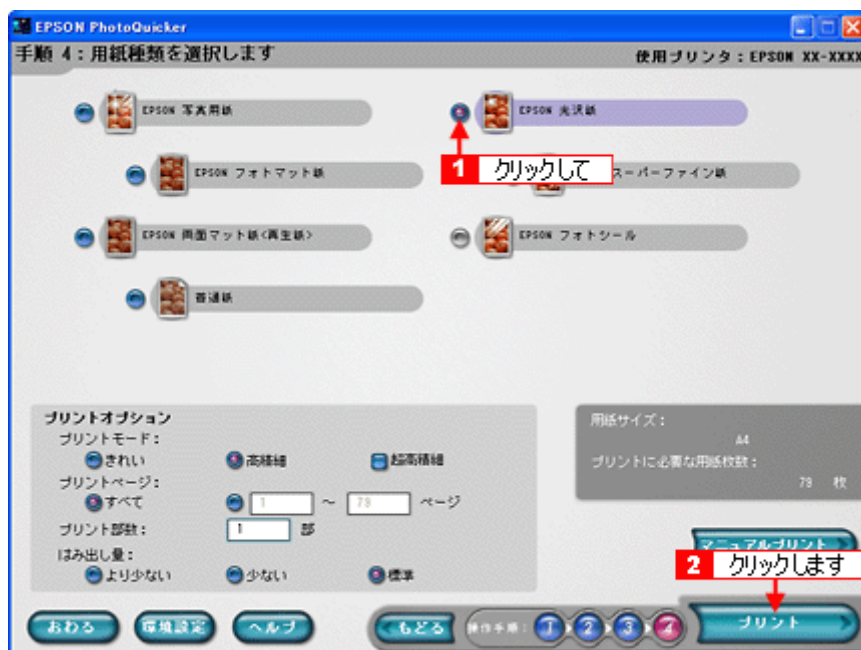 EPSON PhotoQuicker
手順 4：用紙種類を選択します
使用プリンタ：EPSON XX-XXXX
EPSON 写真用紙
EPSON 光沢紙
1 クリックして
EPSON フォトマット紙
スーパーファイン紙
EPSON 両面マット紙<再生紙>
EPSON フォトシール
普通紙
プリントオプション
プリントモード：
きれい 高精細 超高精細
プリントページ：
すべて 1 ～ 79 ページ
プリント部数： 1 部
はみ出し量：
より少ない 少ない 標準
用紙サイズ：
A4
プリントに必要な用紙枚数：
79 枚
マニュアルプリント
2 クリックします
おわる 環境設定 ヘルプ もどる 操作手順： 1 2 3 4 プリント